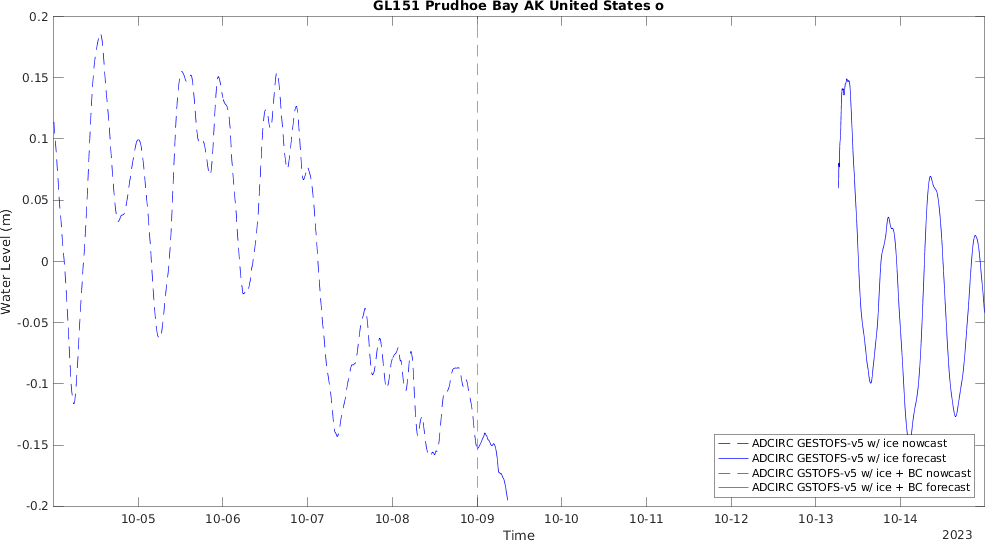 GL151 Prudhoe Bay AK United States o
Water Level (m)
0.2
0.15
0.1
0.05
0
-0.05
-0.1
-0.15
-0.2
ADCIRC GESTOFS-v5 w/ ice nowcast
ADCIRC GESTOFS-v5 w/ ice forecast
ADCIRC GSTOFS-v5 w/ ice + BC nowcast
ADCIRC GSTOFS-v5 w/ ice + BC forecast
10-05 10-06 10-07 10-08 10-09 10-10 10-11 10-12 10-13 10-14
Time
2023